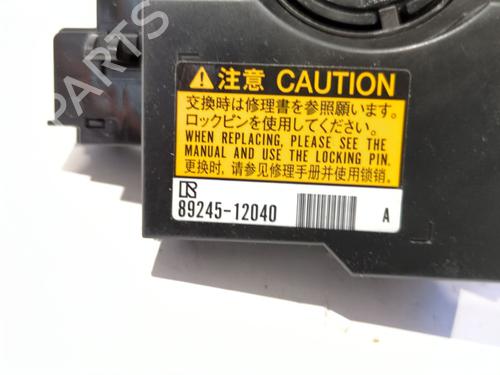 注意 CAUTION
交換時は修理書を参照願います。
ロックピンを使用してください。
WHEN REPLACING, PLEASE SEE THE
MANUAL AND USE THE LOCKING PIN.
更换时, 请参见修理手册并使用锁销。
R
89245-12040 A